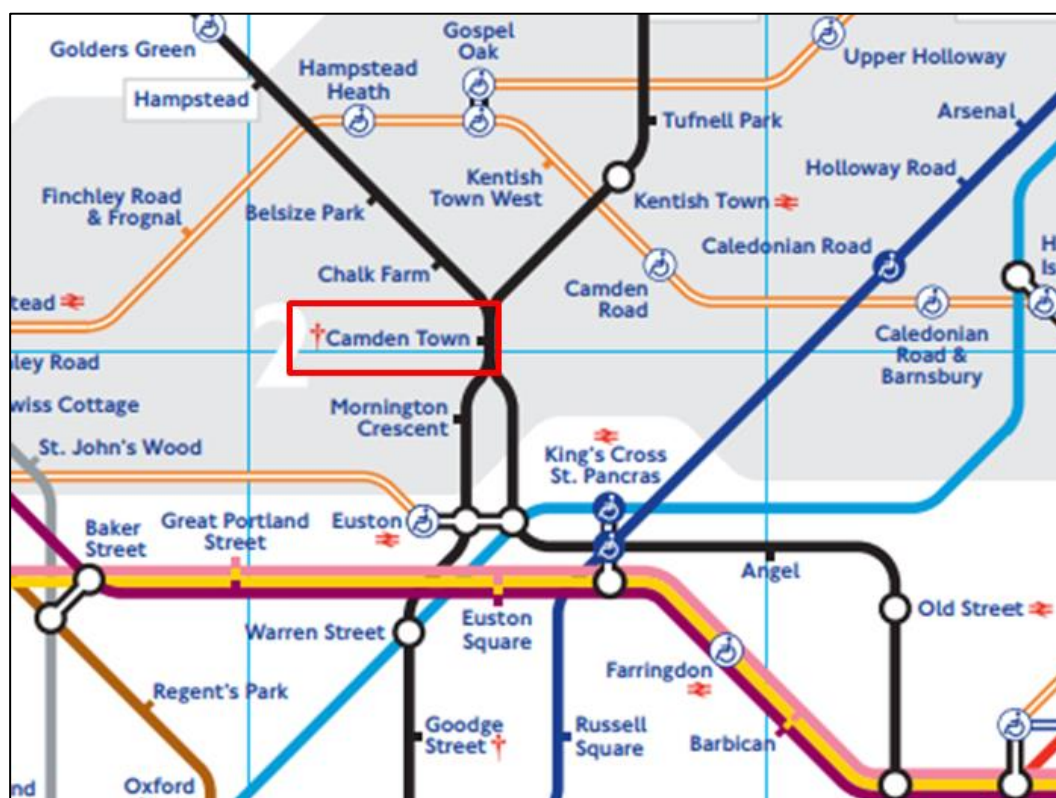 Golders Green
Gospel
Oak
Upper Holloway
Hampstead
Heath
Hampstead
Arsenal
Tufnell Park
Holloway Road
Kentish
Town West
Kentish Town
Finchley Road
& Frognal
Belsize Park
Caledonian Road
Chalk Farm
Camden
Road
H
Is
tead
2
†Camden Town
Caledonian
Road &
Barnsbury
ley Road
wiss Cottage
Mornington
Crescent
St. John's Wood
King's Cross
St. Pancras
Baker
Street
Great Portland
Street
Euston
Angel
Old Street
Warren Street
Euston
Square
Farringdon
Regent's Park
Goodge
Street †
Russell
Square
Barbican
nd
Oxford